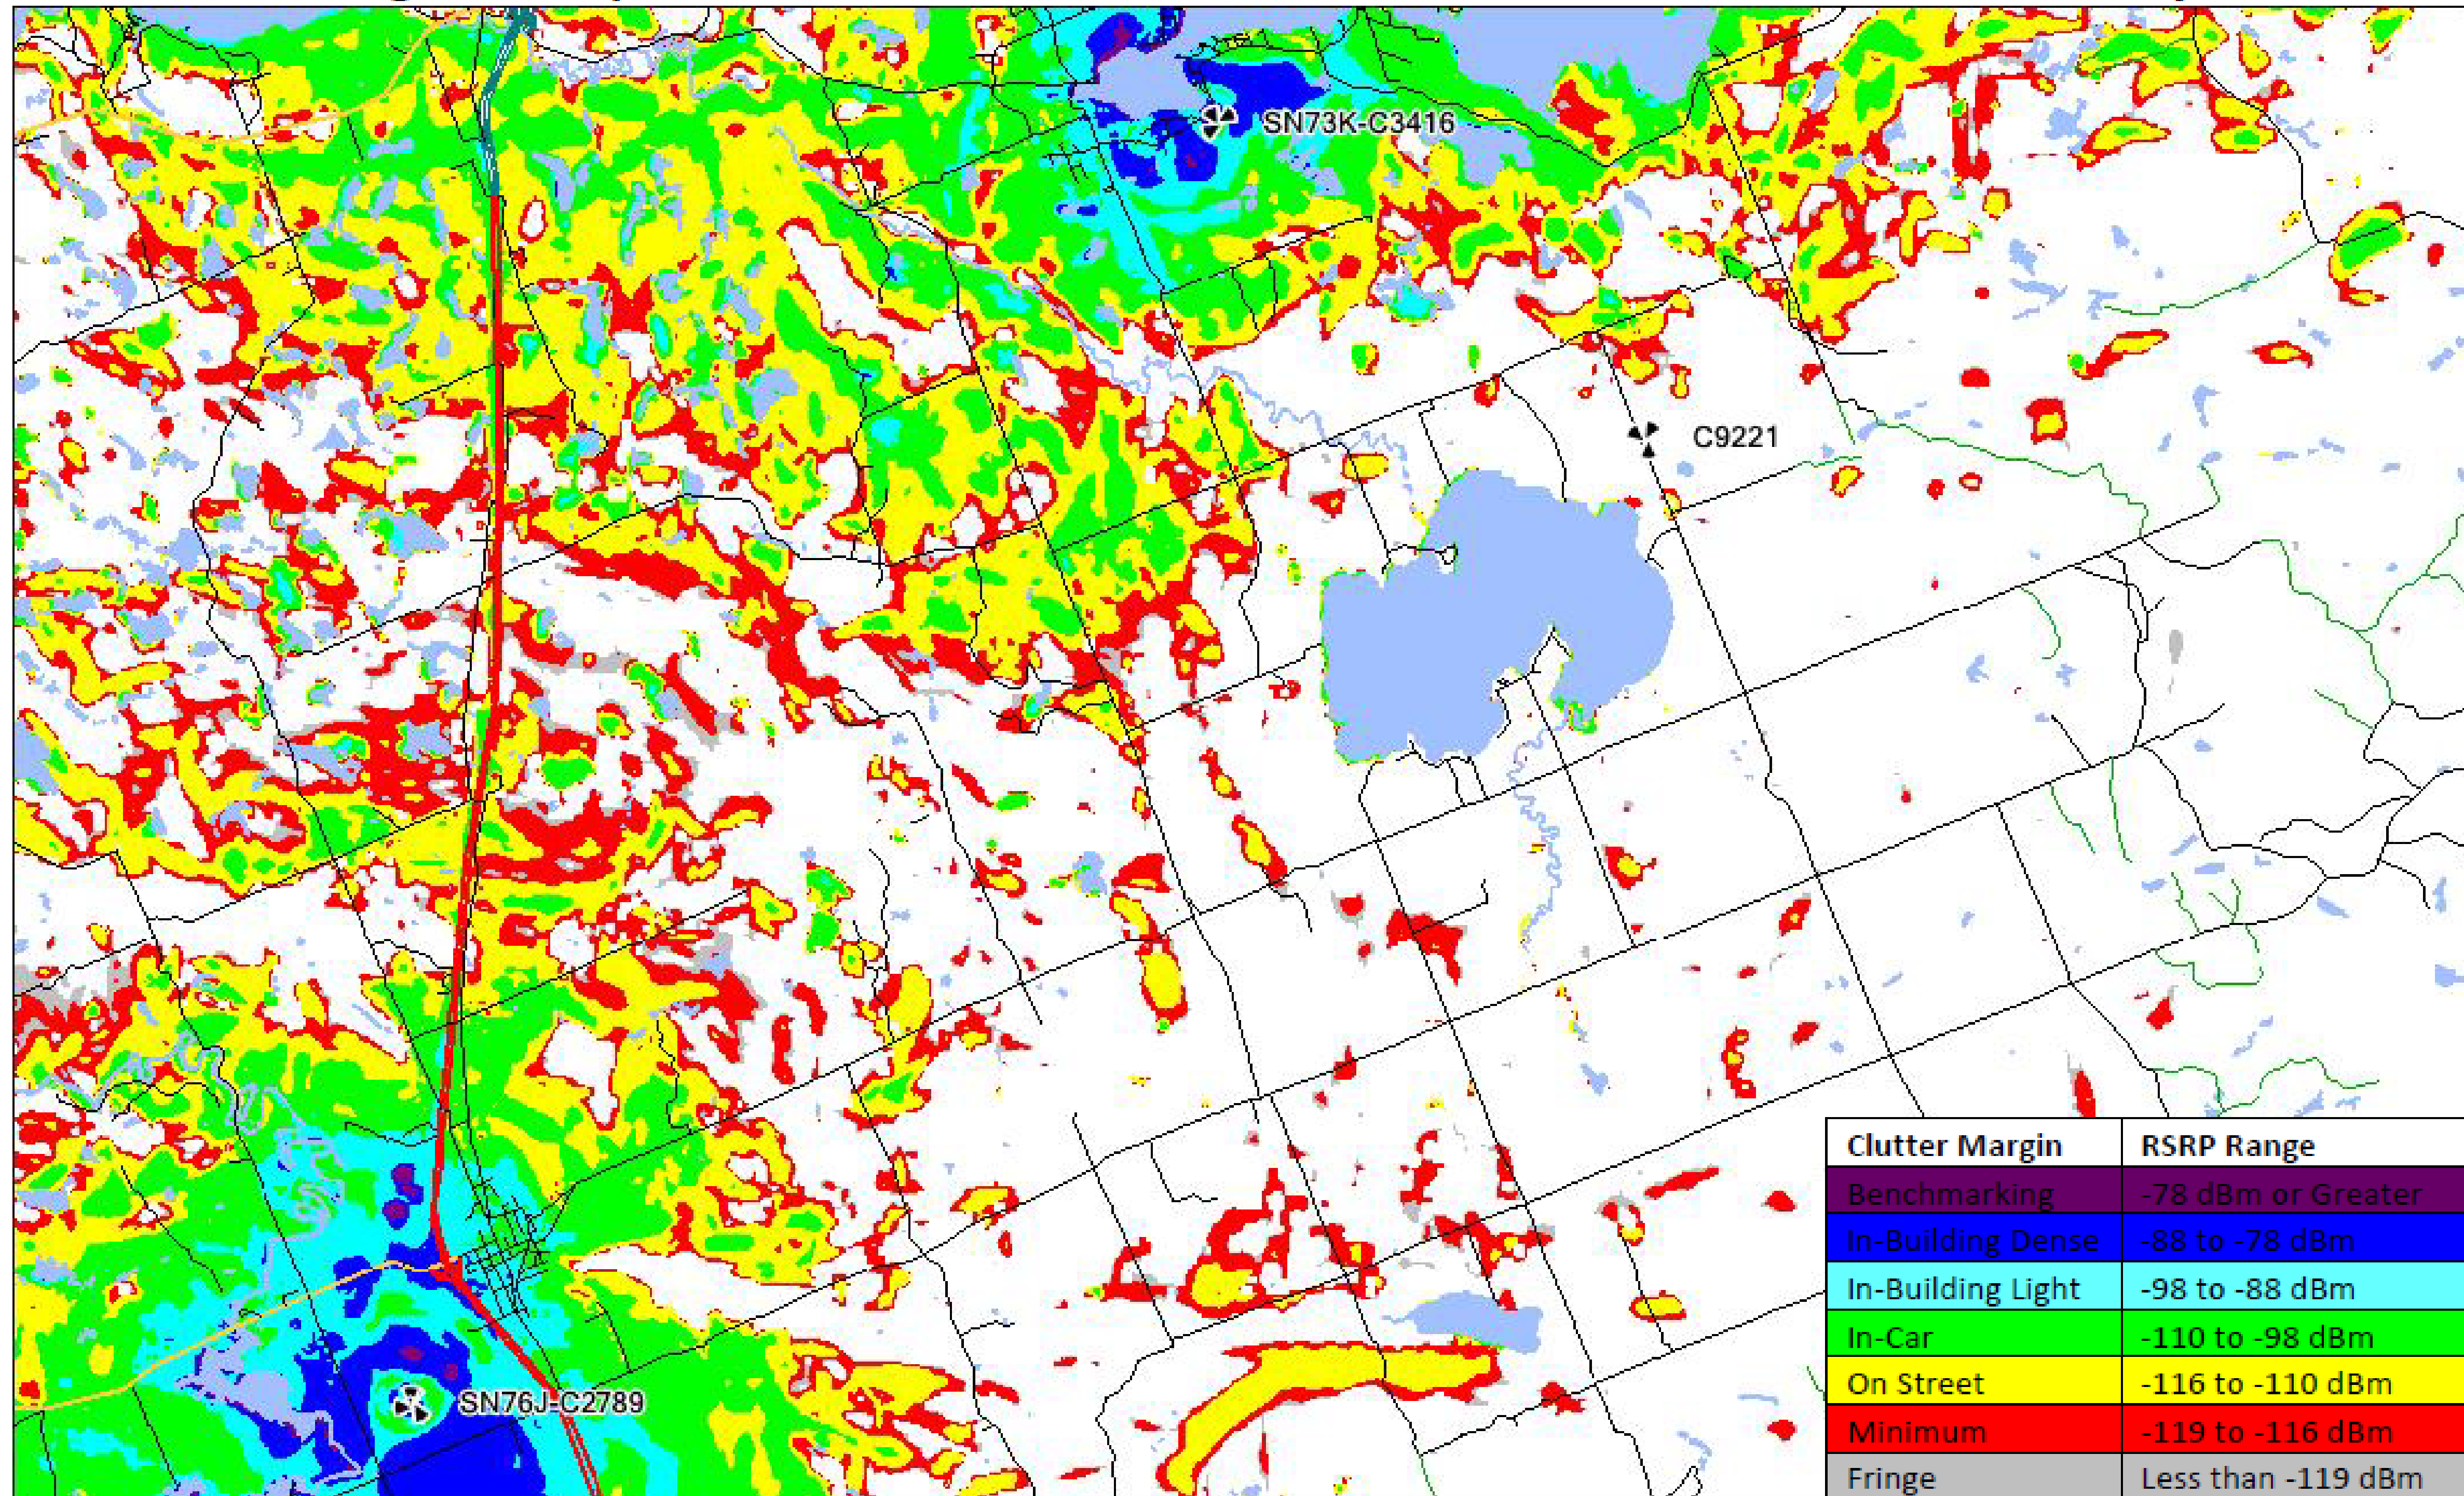 SN73K-C3416
C9221
SN76J-C2789
Clutter Margin RSRP Range
Benchmarking -78 dBm or Greater
In-Building Dense -88 to -78 dBm
In-Building Light -98 to -88 dBm
In-Car -110 to -98 dBm
On Street -116 to -110 dBm
Minimum -119 to -116 dBm
Fringe Less than -119 dBm